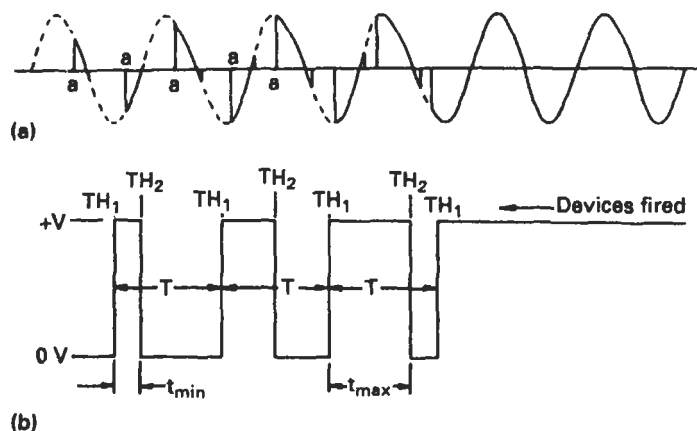 a a
a a a a
(a)
TH2 TH2 TH2
TH1 TH1 TH1 TH1 Devices fired
+V
T T T
0 V
tmin tmax
(b)